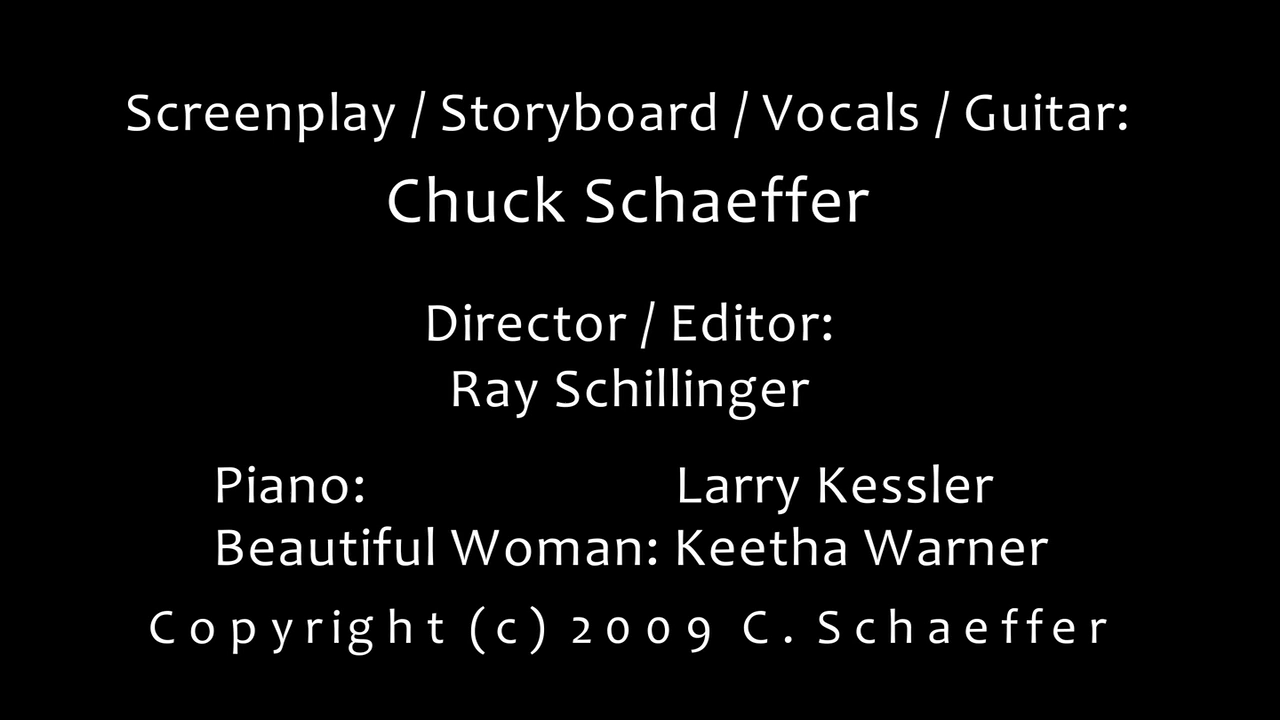 Screenplay / Storyboard / Vocals / Guitar:
Chuck Schaeffer
Director / Editor:
Ray Schillinger
Piano: Larry Kessler
Beautiful Woman: Keetha Warner
Copyright (c) 2009 C. Schaeffer